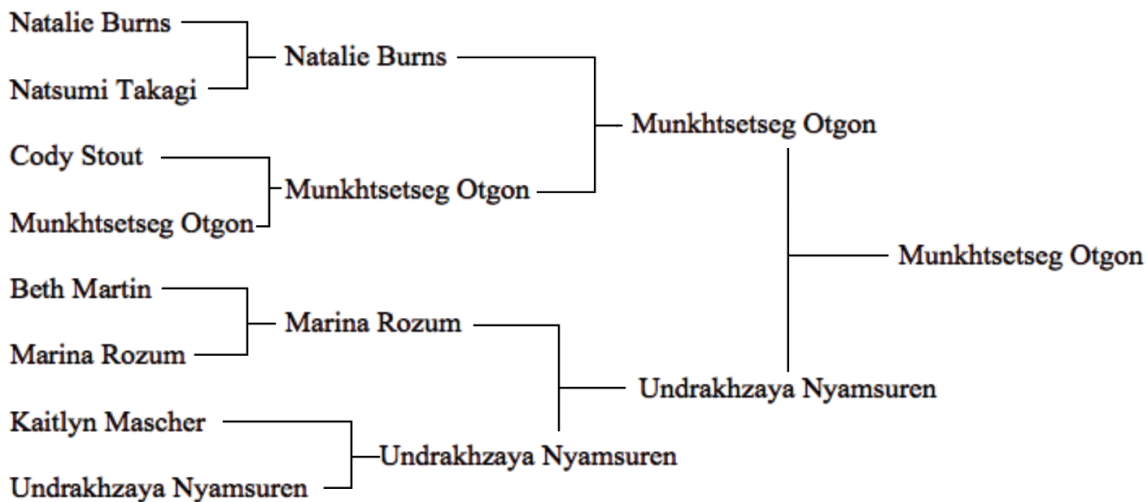 Natalie Burns
Natalie Burns
Natsumi Takagi
Munkhtsetseg Otgon
Cody Stout
Munkhtsetseg Otgon
Munkhtsetseg Otgon
Munkhtsetseg Otgon
Beth Martin
Marina Rozum
Marina Rozum
Undrakhzaya Nyamsuren
Kaitlyn Mascher
Undrakhzaya Nyamsuren
Undrakhzaya Nyamsuren